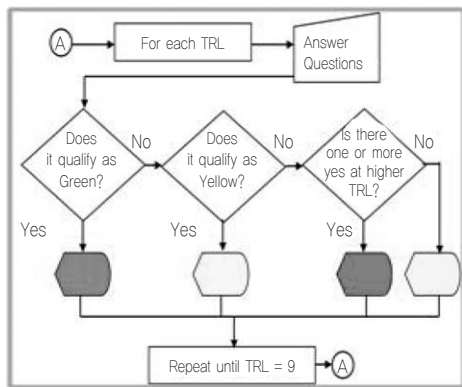 A
For each TRL
Answer
Questions
Does
it qualify as
Green?
No
Does
it qualify as
Yellow?
No
Is there
one or more
yes at higher
TRL?
No
Yes
Yes
Yes
Repeat until TRL = 9
A